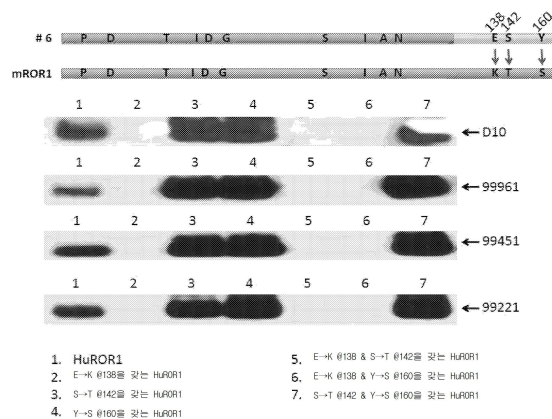 138 142 160
#6 P D T I D G S I A N E S Y
mROR1 P D T I D G S I A N K T S
1 2 3 4 5 6 7
←D10
1 2 3 4 5 6 7
←99961
1 2 3 4 5 6 7
←99451
1 2 3 4 5 6 7
←99221
1. HuROR1
2. E→K @138을 갖는 HuROR1
3. S→T @142을 갖는 HuROR1
4. Y→S @160을 갖는 HuROR1
5. E→K @138 & S→T @142을 갖는 HuROR1
6. E→K @138 & Y→S @160을 갖는 HuROR1
7. S→T @142 & Y→S @160을 갖는 HuROR1